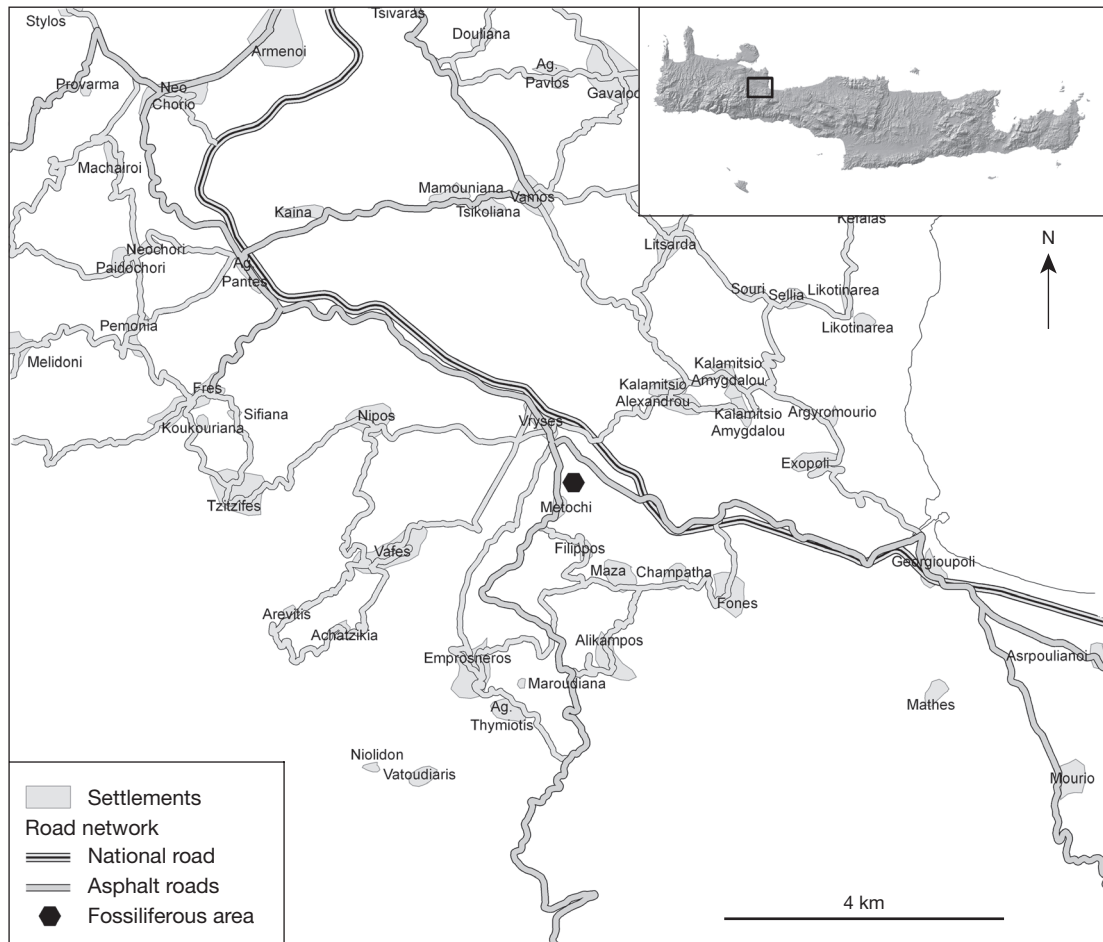 Stylos
Tsivaras
Douliana
Armenoi
Ag.
Pavlos
Gavaloc
Provarma
Neo
Chorio
Machairoi
Mamouniana
Vamos
Tsikoliana
Kaina
Kefalas
N
Litsarda
Neochori
Paidochori
Ag.
Pantes
Souri
Sellia
Likotinarea
Likotinarea
Pemonia
Melidoni
Kalamitsio
Amygdalou
Kalamitsio
Alexandrou
Fres
Sifiana
Koukouriana
Nipos
Vryses
Kalamitsio
Amygdalou
Argyromourio
Exopoli
Tzitzifes
Metochi
Vafes
Filippos
Maza
Champatha
Georgioupoli
Fones
Arevitis
Achatzikia
Alikampos
Emprosneros
Asrpoulianoi
Maroudiana
Mathes
Ag.
Thymiotis
Niolidon
Vatoudiaris
Mourio
Settlements
Road network
National road
Asphalt roads
Fossiliferous area
4 km